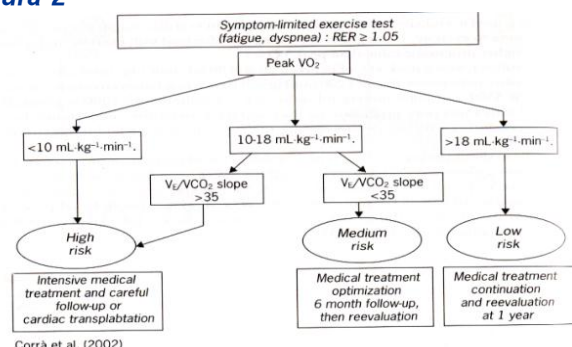 Symptom-limited exercise test
(fatigue, dyspnea) : RER ≥ 1.05
Peak VO₂
<10 mL·kg⁻¹·min⁻¹.
10-18 mL·kg⁻¹·min⁻¹.
>18 mL·kg⁻¹·min⁻¹.
VE/VCO₂ slope
>35
VE/VCO₂ slope
<35
High
risk
Medium
risk
Low
risk
Intensive medical
treatment and careful
follow-up or
cardiac transplabtation
Medical treatment
optimization
6 month follow-up,
then reevaluation
Medical treatment
continuation
and reevaluation
at 1 year
Corrà et al. (2002)